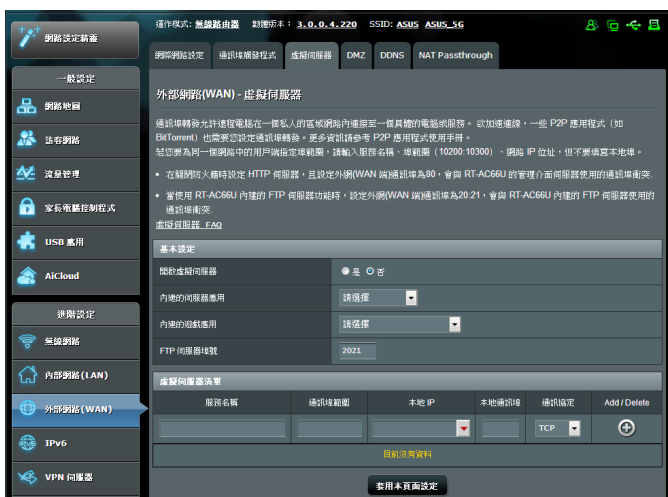 運作模式: 無線路由器 韌體版本: 3.0.0.4.220 SSID: ASUS ASUS_5G
網路設定精靈
網際網路設定 通訊埠觸發程式 虛擬伺服器 DMZ DDNS NAT Passthrough
一般設定
網路地圖
訪客網路
流量管理
家長電腦控制程式
USB 應用
AiCloud
進階設定
無線網路
內部網路(LAN)
外部網路(WAN)
IPv6
VPN 伺服器
外部網路(WAN) - 虛擬伺服器
通訊埠轉發允許遠程電腦在一個私人的區域網路內連接至一個具體的電腦或服務。 欲加速連線，一些 P2P 應用程式（如
BitTorrent）也需要您設定通訊埠轉發。更多資訊請參考 P2P 應用程式使用手冊。
若您要為同一個網路中的用戶端指定埠範圍，請輸入服務名稱、埠範圍（10200:10300）、網路 IP 位址，但不要填寫本地埠。
• 在關閉防火牆時設定 HTTP 伺服器，且設定外網(WAN 端)通訊埠為80，會與 RT-AC66U 的管理介面伺服器使用的通訊埠衝突.
• 當使用 RT-AC66U 內建的 FTP 伺服器功能時，設定外網(WAN 端)通訊埠為20:21，會與 RT-AC66U 內建的 FTP 伺服器使用的
通訊埠衝突.
虛擬伺服器 FAQ
基本設定
開啟虛擬伺服器 是 否
內建的伺服器應用 請選擇
內建的遊戲應用 請選擇
FTP 伺服器埠號 2021
虛擬伺服器清單
服務名稱 通訊埠範圍 本地 IP 本地通訊埠 通訊協定 Add / Delete
TCP
目前沒有資料
套用本頁面設定